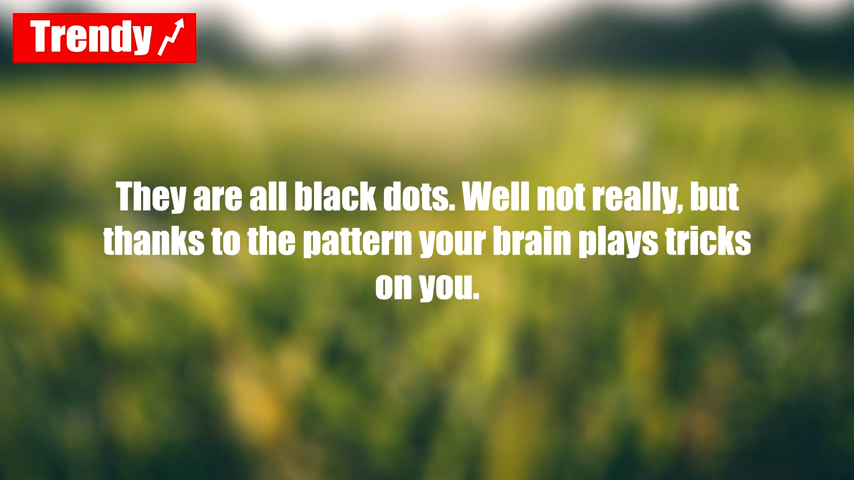 Trendy
They are all black dots. Well not really, but
thanks to the pattern your brain plays tricks
on you.